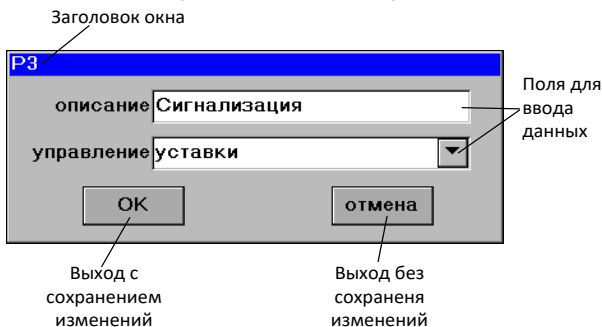 Заголовок окна
РЗ
описание Сигнализация
управление уставки
Поля для
ввода
данных
ОК
отмена
Выход с
сохранением
изменений
Выход без
сохраненя
изменений